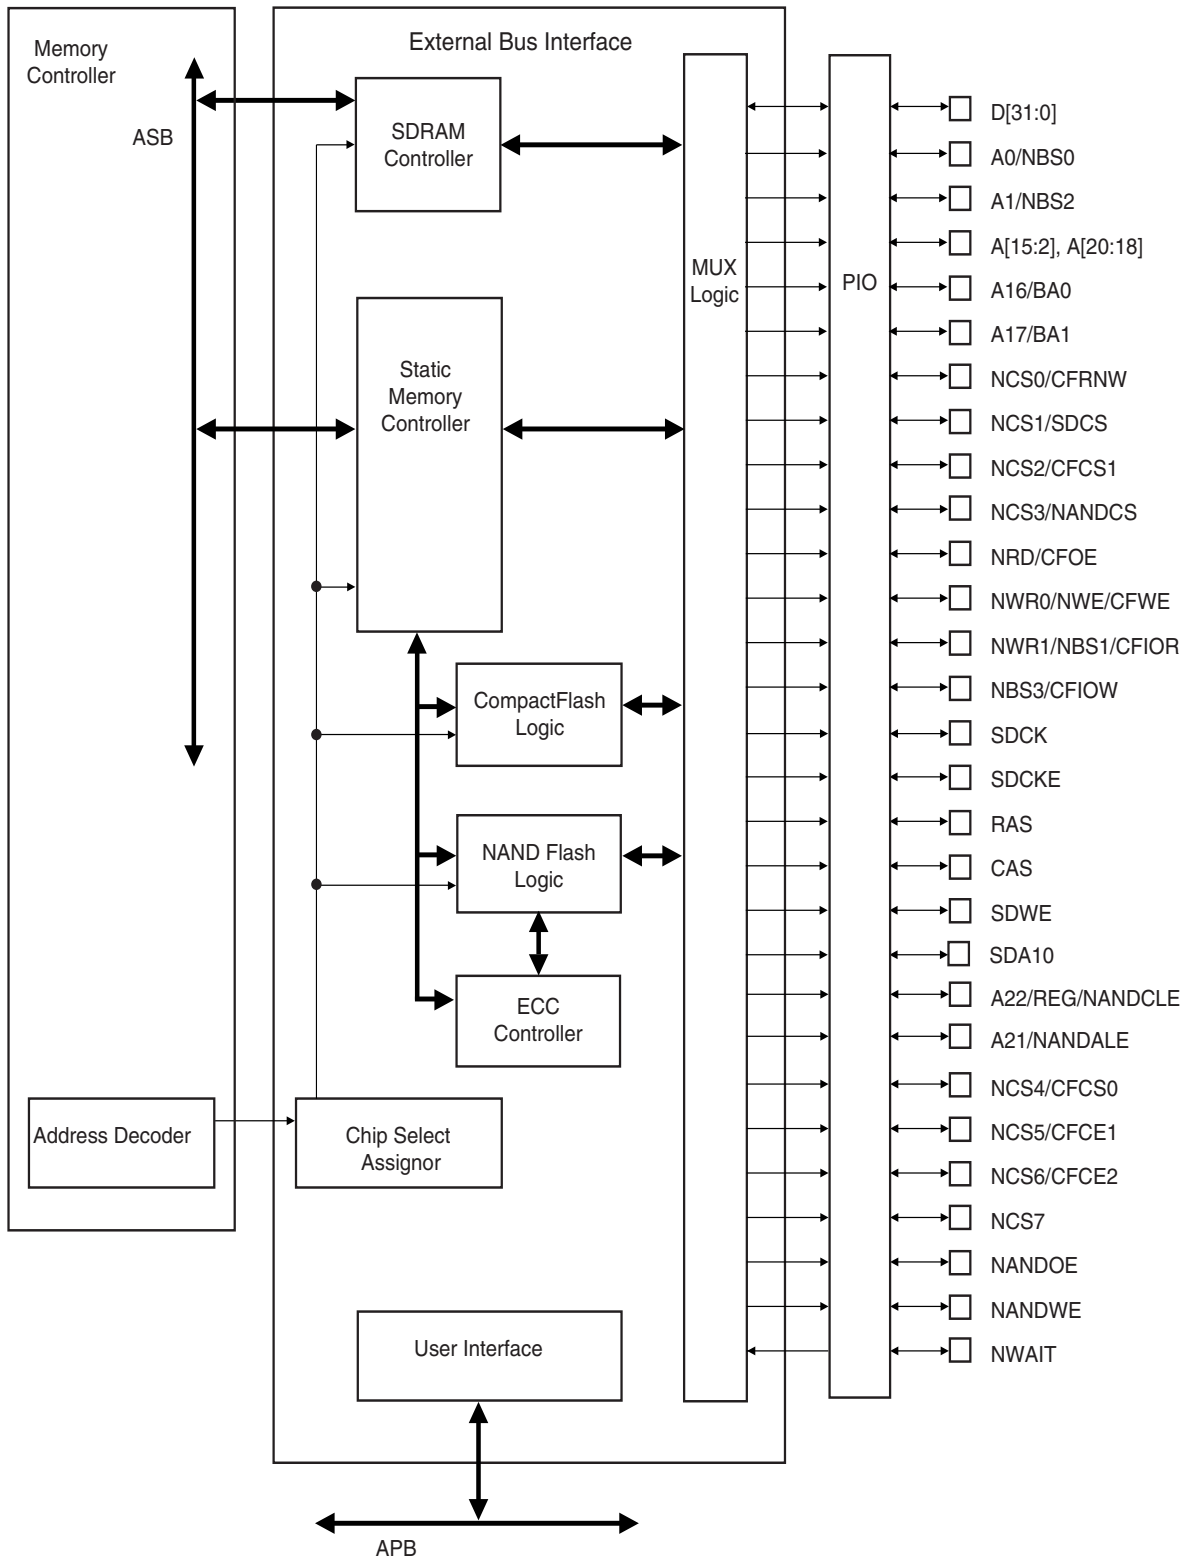 External Bus Interface
Memory
Controller
ASB
SDRAM
Controller
MUX
Logic
PIO
Static
Memory
Controller
CompactFlash
Logic
NAND Flash
Logic
ECC
Controller
Address Decoder
Chip Select
Assignor
User Interface
APB
D[31:0]
A0/NBS0
A1/NBS2
A[15:2], A[20:18]
A16/BA0
A17/BA1
NCS0/CFRNW
NCS1/SDCS
NCS2/CFCS1
NCS3/NANDCS
NRD/CFOE
NWR0/NWE/CFWE
NWR1/NBS1/CFIOR
NBS3/CFIOW
SDCK
SDCKE
RAS
CAS
SDWE
SDA10
A22/REG/NANDCLE
A21/NANDALE
NCS4/CFCS0
NCS5/CFCE1
NCS6/CFCE2
NCS7
NANDOE
NANDWE
NWAIT